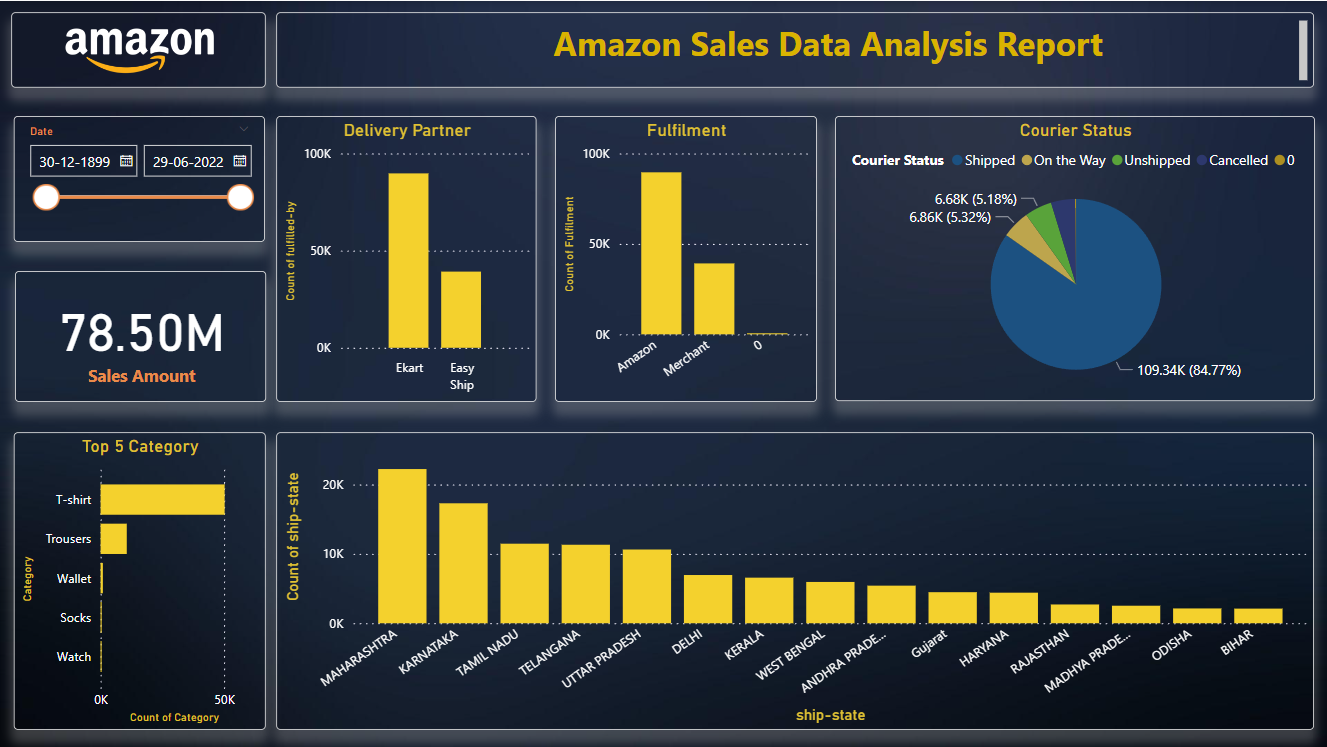 amazon
Amazon Sales Data Analysis Report
Date
30-12-1899
29-06-2022
78.50M
Sales Amount
Delivery Partner
Count of fulfilled-by
100K
50K
0K
Ekart
Easy
Ship
Fulfilment
Count of Fulfilment
100K
50K
0K
Amazon
Merchant
0
Courier Status
Courier Status Shipped On the Way Unshipped Cancelled 0
6.68K (5.18%)
6.86K (5.32%)
109.34K (84.77%)
Top 5 Category
Category
T-shirt
Trousers
Wallet
Socks
Watch
0K
50K
Count of Category
Count of ship-state
20K
10K
0K
MAHARASHTRA
KARNATAKA
TAMIL NADU
TELANGANA
UTTAR PRADESH
DELHI
KERALA
WEST BENGAL
ANDHRA PRADE...
Gujarat
HARYANA
RAJASTHAN
MADHYA PRADE...
ODISHA
BIHAR
ship-state